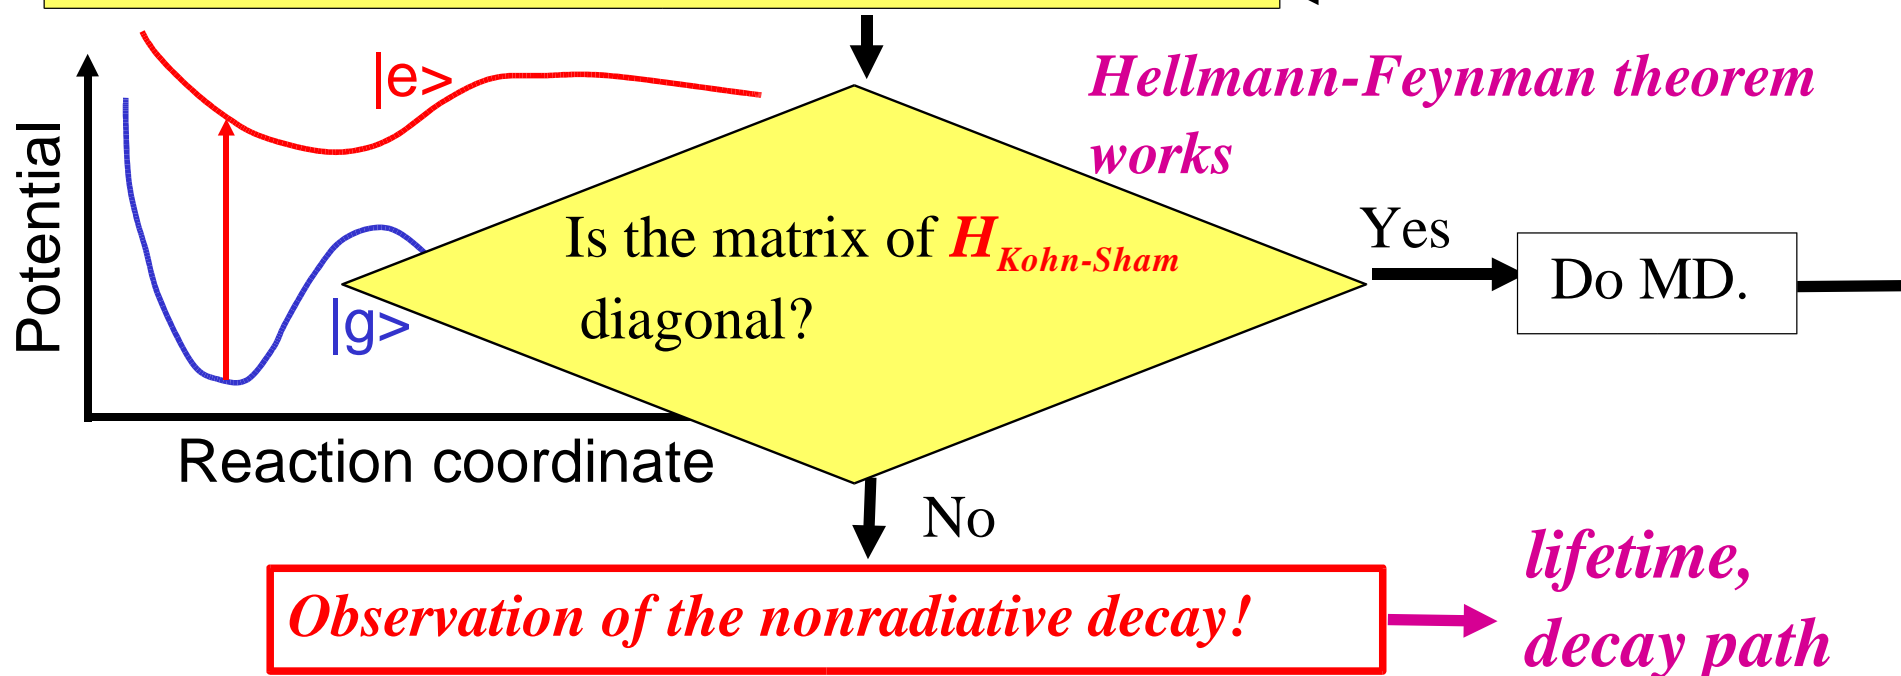 |e>
Hellmann-Feynman theorem
works
Potential
Is the matrix of H Kohn-Sham
diagonal?
Yes
Do MD.
|g>
Reaction coordinate
No
Observation of the nonradiative decay!
lifetime,
decay path